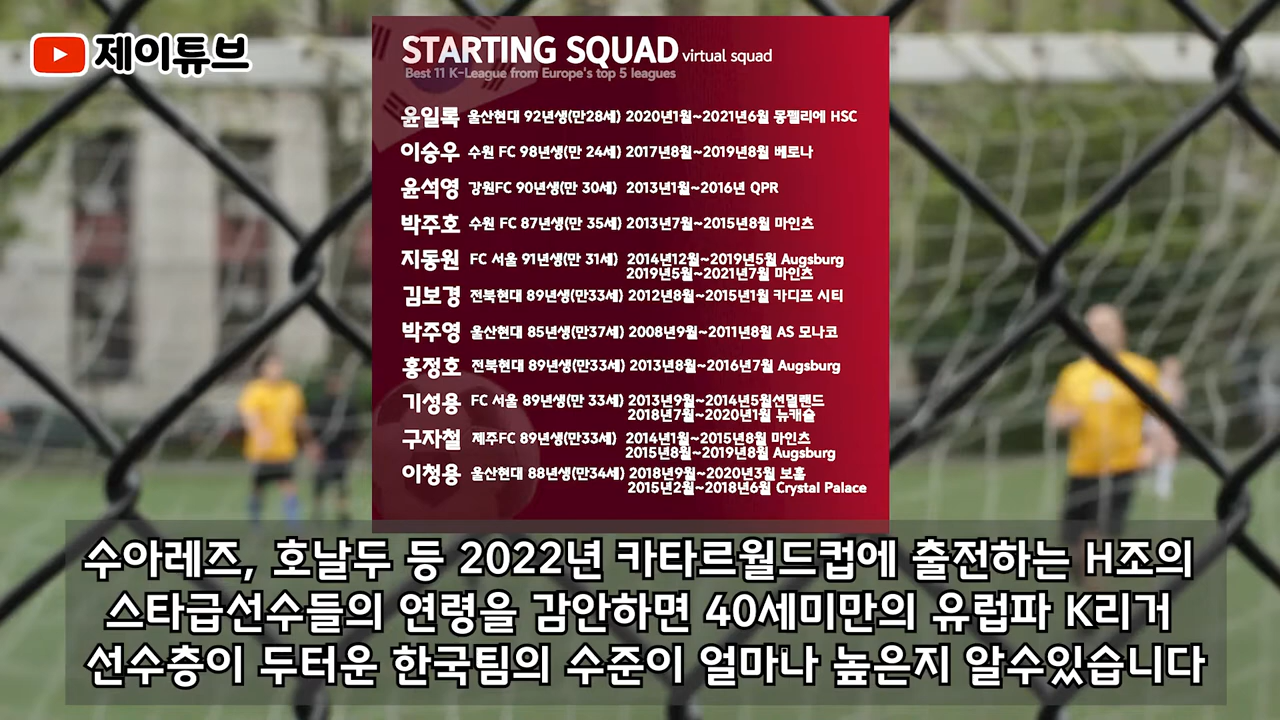 제이튜브
STARTING SQUAD virtual squad
Best 11 K-League from Europe's top 5 leagues
윤일록 울산현대 92년생(만28세) 2020년1월~2021년6월 몽펠리에 HSC
이승우 수원 FC 98년생(만 24세) 2017년8월~2019년8월 베로나
윤석영 강원FC 90년생(만 30세) 2013년1월~2016년 QPR
박주호 수원 FC 87년생(만 35세) 2013년7월~2015년8월 마인츠
지동원 FC 서울 91년생(만 31세) 2014년12월~2019년5월 Augsburg
2019년5월~2021년7월 마인츠
김보경 전북현대 89년생(만33세) 2012년8월~2015년1월 카디프 시티
박주영 울산현대 85년생(만37세) 2008년9월~2011년8월 AS 모나코
홍정호 전북현대 89년생(만33세) 2013년8월~2016년7월 Augsburg
기성용 FC 서울 89년생(만 33세) 2013년9월~2014년5월선덜랜드
2018년7월~2020년1월 뉴캐슬
구자철 제주FC 89년생(만33세) 2014년1월~2015년8월 마인츠
2015년8월~2019년8월 Augsburg
이청용 울산현대 88년생(만34세) 2018년9월~2020년3월 보훔
2015년2월~2018년6월 Crystal Palace
수아레즈, 호날두 등 2022년 카타르월드컵에 출전하는 H조의
스타급선수들의 연령을 감안하면 40세미만의 유럽파 K리거
선수층이 두터운 한국팀의 수준이 얼마나 높은지 알수있습니다